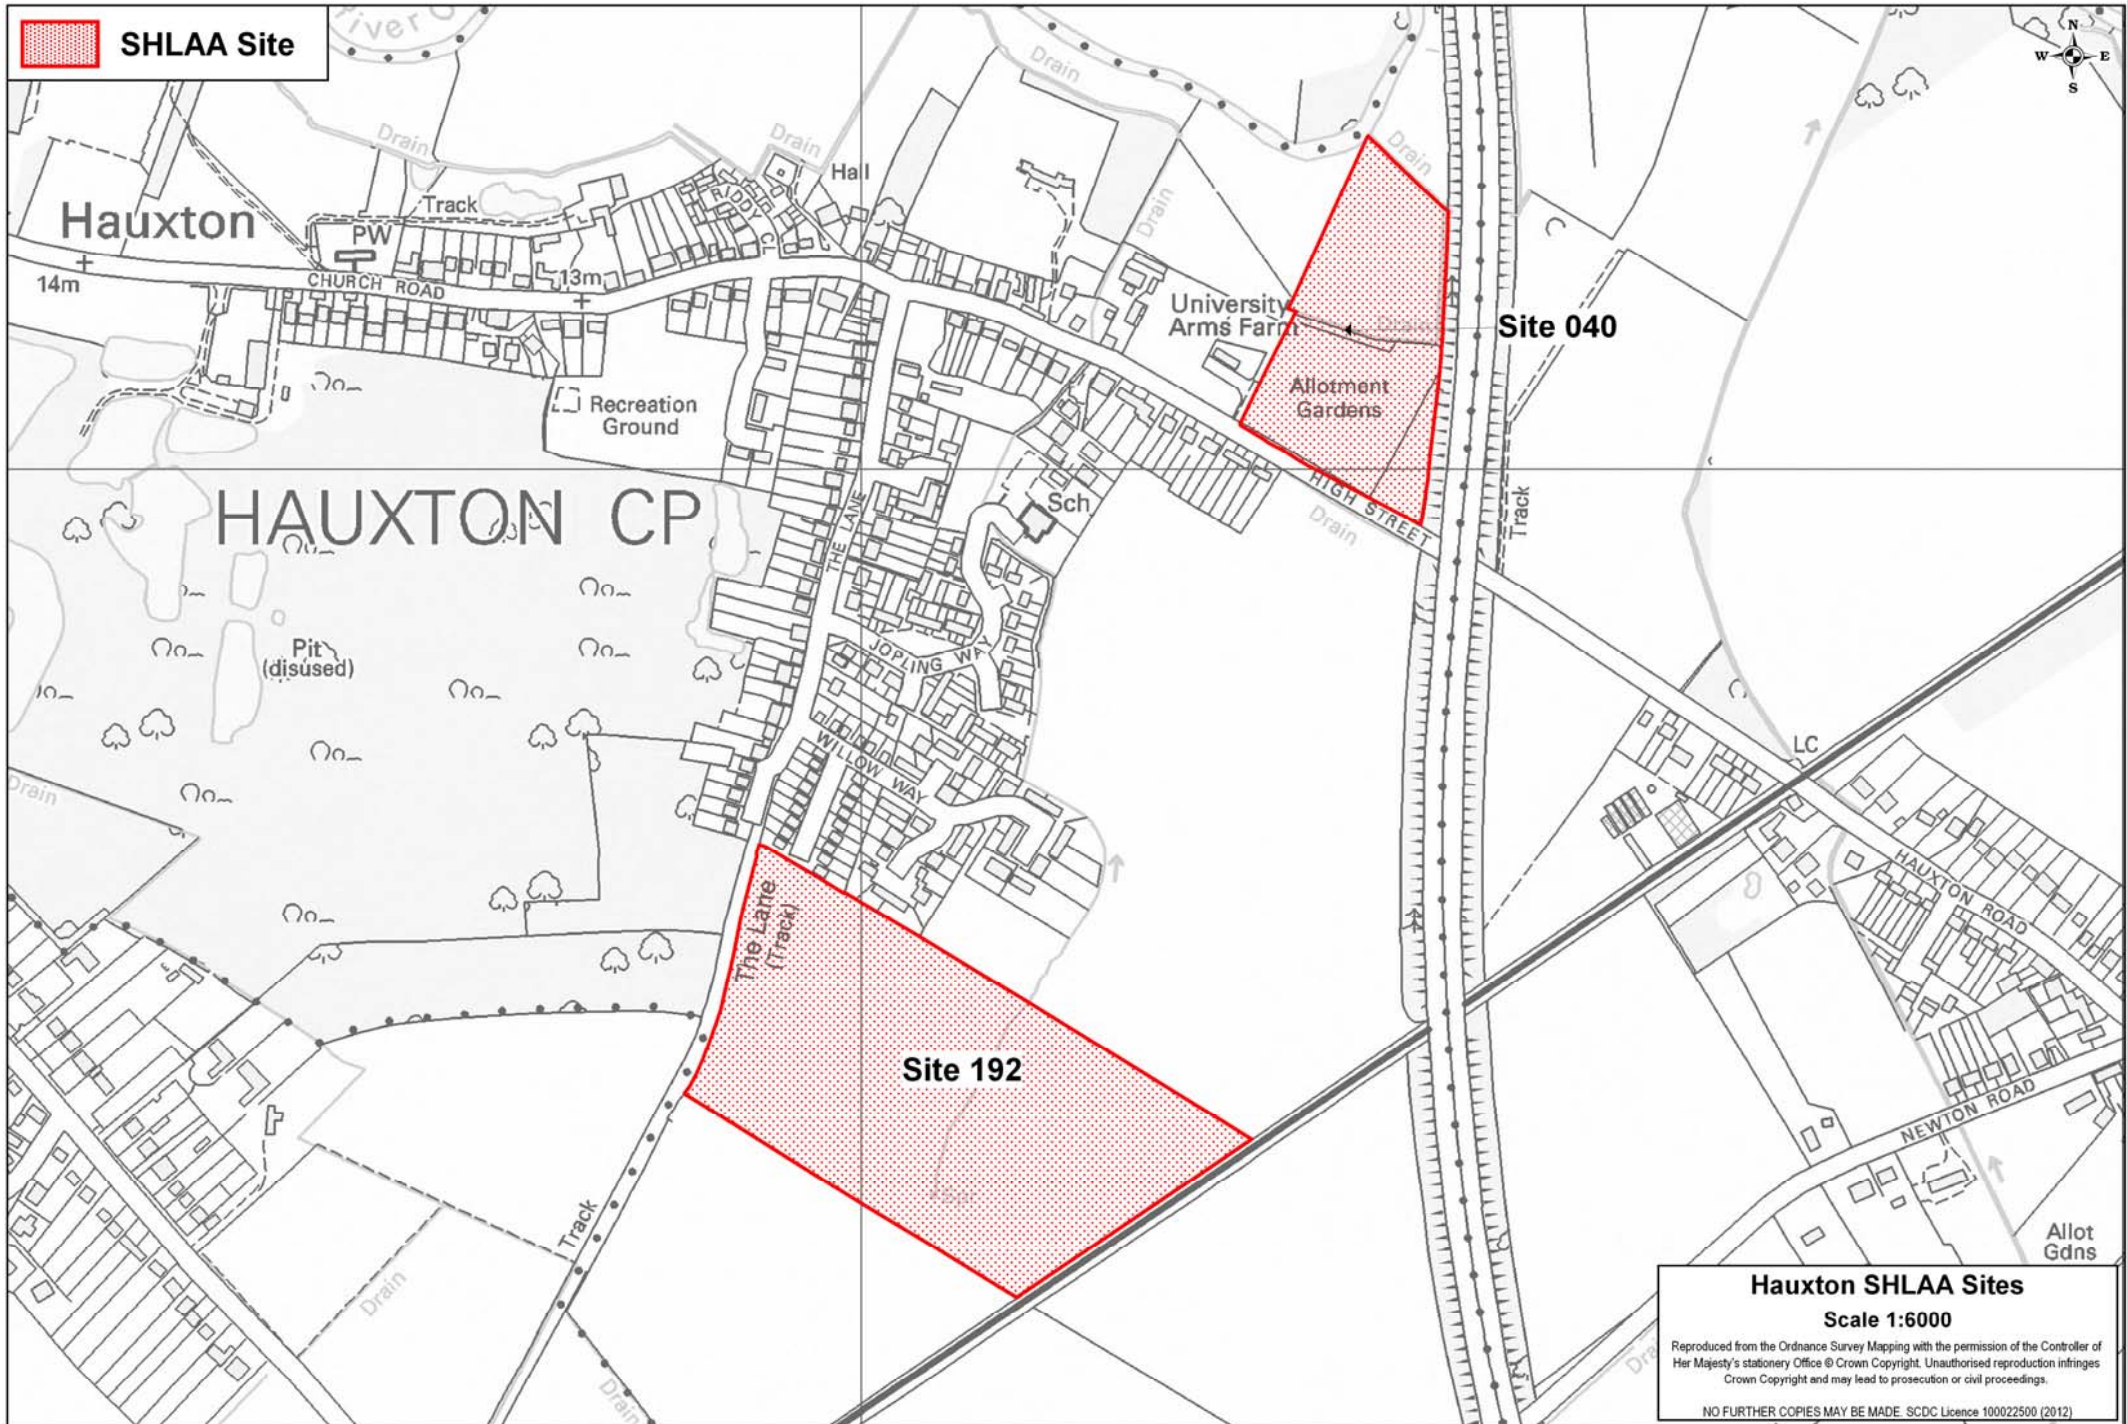 SHLAA Site
River
Drain
N
W E
S
Drain
Drain
Drain
Hall
Track
RIDDY CL
Hauxton
PW
Drain
14m
CHURCH ROAD
13m
University
Arms Farm
Site 040
Allotment
Gardens
Recreation
Ground
HAUXTON CP
THE LANE
Sch
HIGH STREET
Drain
Track
Pit
(disused)
JOPLING WAY
WILLOW WAY
LC
Drain
HAUXTON ROAD
The Lane
(Track)
Site 192
NEWTON ROAD
Track
Drain
Drain
Allot
Gdns
Hauxton SHLAA Sites
Scale 1:6000
Reproduced from the Ordnance Survey Mapping with the permission of the Controller of
Her Majesty's stationery Office © Crown Copyright. Unauthorised reproduction infringes
Crown Copyright and may lead to prosecution or civil proceedings.
NO FURTHER COPIES MAY BE MADE. SCDC Licence 100022500 (2012)